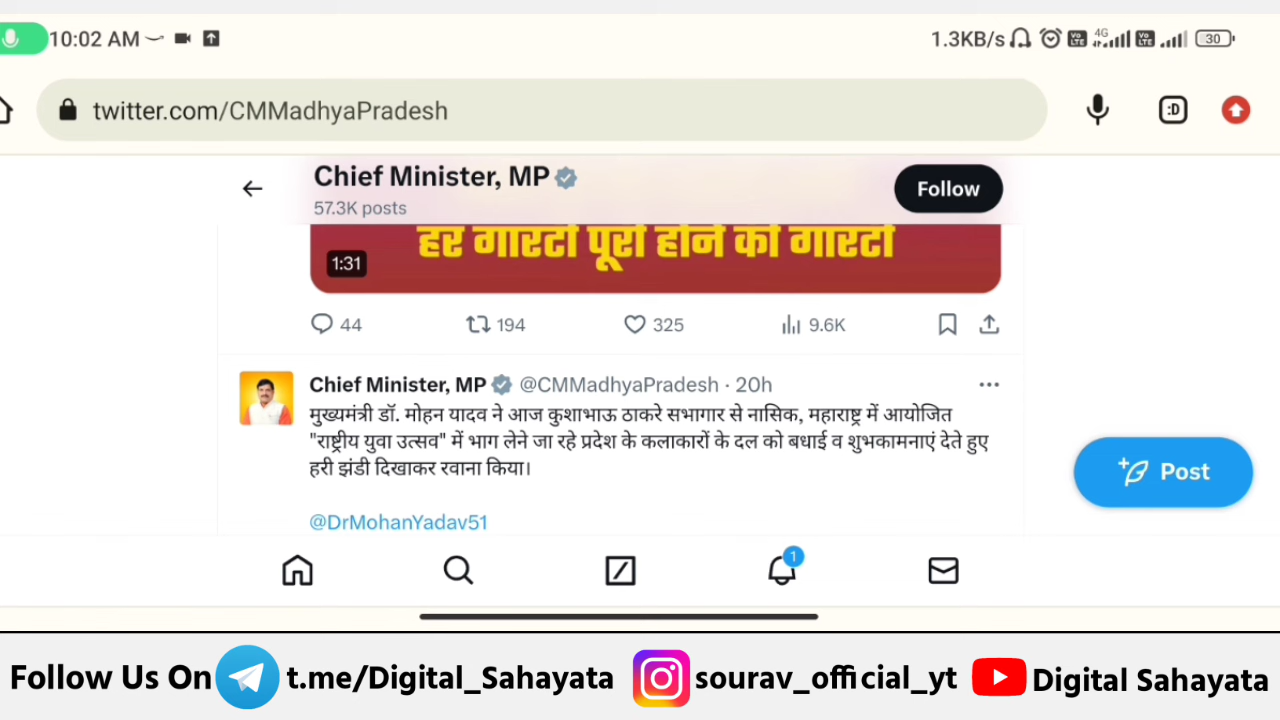 10:02 AM
1.3KB/s
4G
30
twitter.com/CMMadhyaPradesh
:D
Chief Minister, MP
57.3K posts
Follow
हर गारंटी पूरी होने की गारंटी
1:31
44
194
325
9.6K
Chief Minister, MP @CMMadhyaPradesh · 20h
मुख्यमंत्री डॉ. मोहन यादव ने आज कुशाभाऊ ठाकरे सभागार से नासिक, महाराष्ट्र में आयोजित
"राष्ट्रीय युवा उत्सव" में भाग लेने जा रहे प्रदेश के कलाकारों के दल को बधाई व शुभकामनाएं देते हुए
हरी झंडी दिखाकर रवाना किया।
@DrMohanYadav51
Post
1
Follow Us On t.me/Digital_Sahayata sourav_official_yt Digital Sahayata